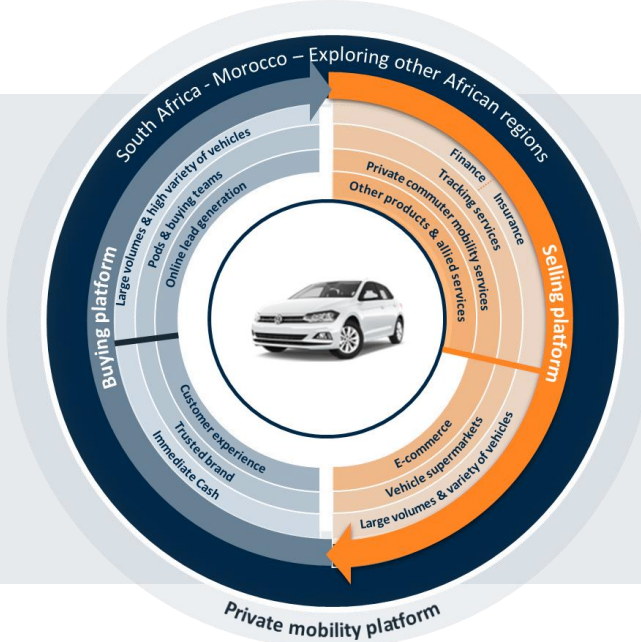 South Africa - Morocco – Exploring other African regions
Buying platform
Large volumes & high variety of vehicles
Pods & buying teams
Online lead generation
Customer experience
Trusted brand
Immediate Cash
Selling platform
Finance
Insurance
Tracking services
Private commuter mobility services
Other products & allied services
E-commerce
Vehicle supermarkets
Large volumes & variety of vehicles
Private mobility platform